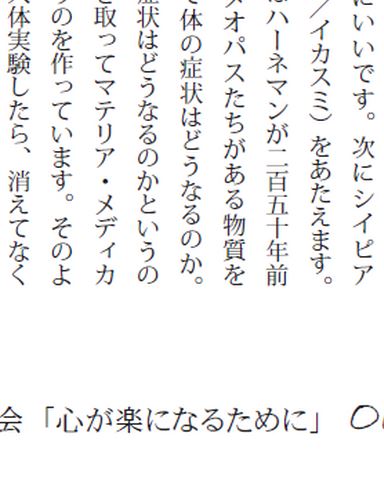 にいいです。次にシイピア
／イカスミ）をあたえます。
はハーネマンが二百五十年前
オパスたちがある物質を
体の症状はどうなるのか。
症状はどうなるのかというの
を取ってマテリア・メディカ
のを作っています。そのよ
人体実験したら、消えてなく
会「心が楽になるために」